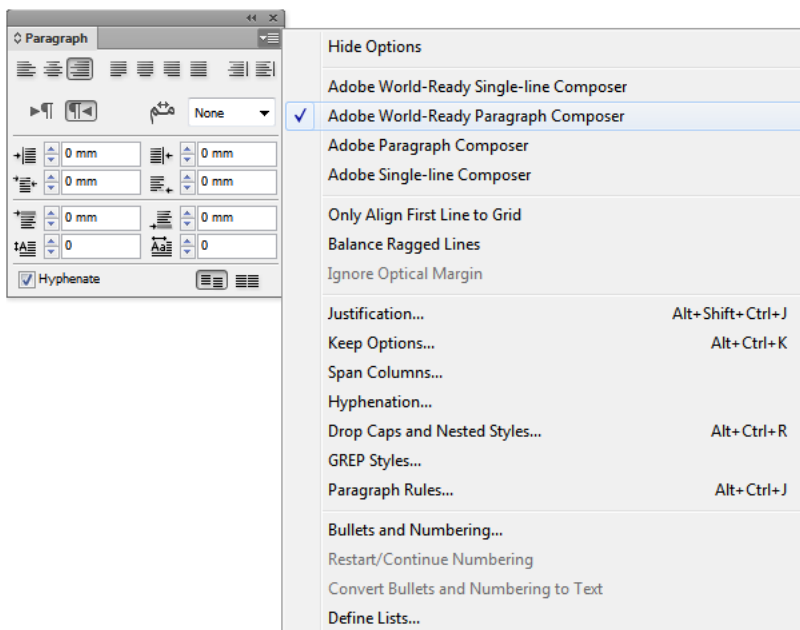 Paragraph
None
0 mm
0 mm
0 mm
0 mm
0 mm
0 mm
0
0
Hyphenate
Hide Options
Adobe World-Ready Single-line Composer
Adobe World-Ready Paragraph Composer
Adobe Paragraph Composer
Adobe Single-line Composer
Only Align First Line to Grid
Balance Ragged Lines
Ignore Optical Margin
Justification... Alt+Shift+Ctrl+J
Keep Options... Alt+Ctrl+K
Span Columns...
Hyphenation...
Drop Caps and Nested Styles... Alt+Ctrl+R
GREP Styles...
Paragraph Rules... Alt+Ctrl+J
Bullets and Numbering...
Restart/Continue Numbering
Convert Bullets and Numbering to Text
Define Lists...